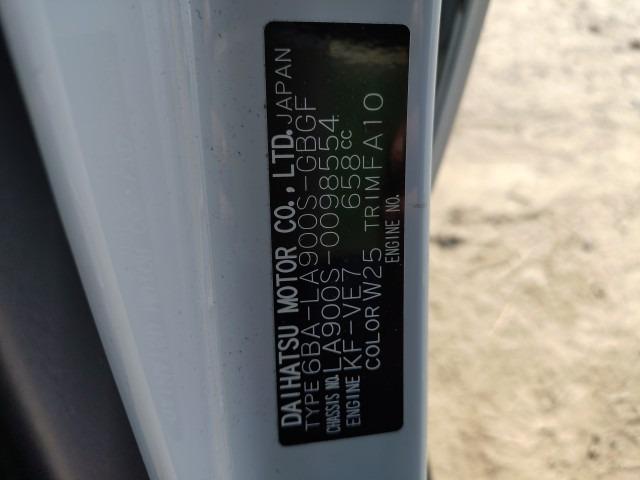 DAIHATSU MOTOR CO., LTD. JAPAN
TYPE 6BA-LA900S-GBGF
CHASSIS NO. LA900S-0098554
ENGINE KF-VE7 658cc
COLOR W25 TRIM FA10
ENGINE NO.